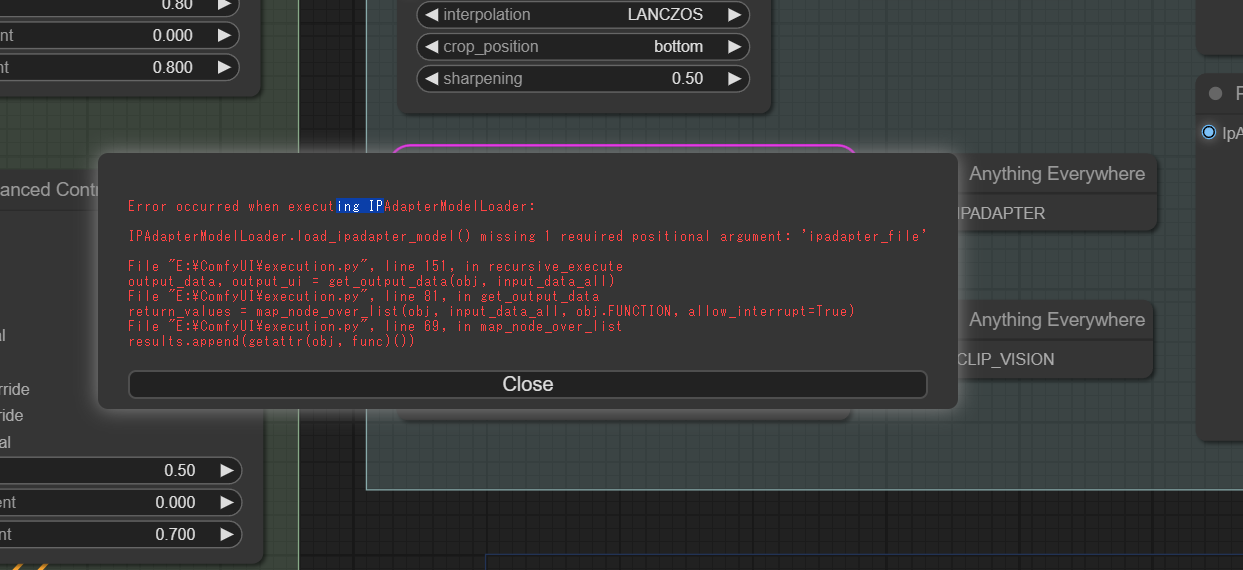 0.80
interpolation LANCZOS
nt 0.000
crop_position bottom
nt 0.800
sharpening 0.50
Anything Everywhere
IPADAPTER
IpA
anced Contr
Error occurred when executing IPAdapterModelLoader:
IPAdapterModelLoader.load_ipadapter_model() missing 1 required positional argument: 'ipadapter_file'
File "E:¥ComfyUI¥execution.py", line 151, in recursive_execute
output_data, output_ui = get_output_data(obj, input_data_all)
File "E:¥ComfyUI¥execution.py", line 81, in get_output_data
return_values = map_node_over_list(obj, input_data_all, obj.FUNCTION, allow_interrupt=True)
File "E:¥ComfyUI¥execution.py", line 69, in map_node_over_list
results.append(getattr(obj, func)())
Close
Anything Everywhere
CLIP_VISION
al
rride
ride
al
0.50
ent 0.000
nt 0.700